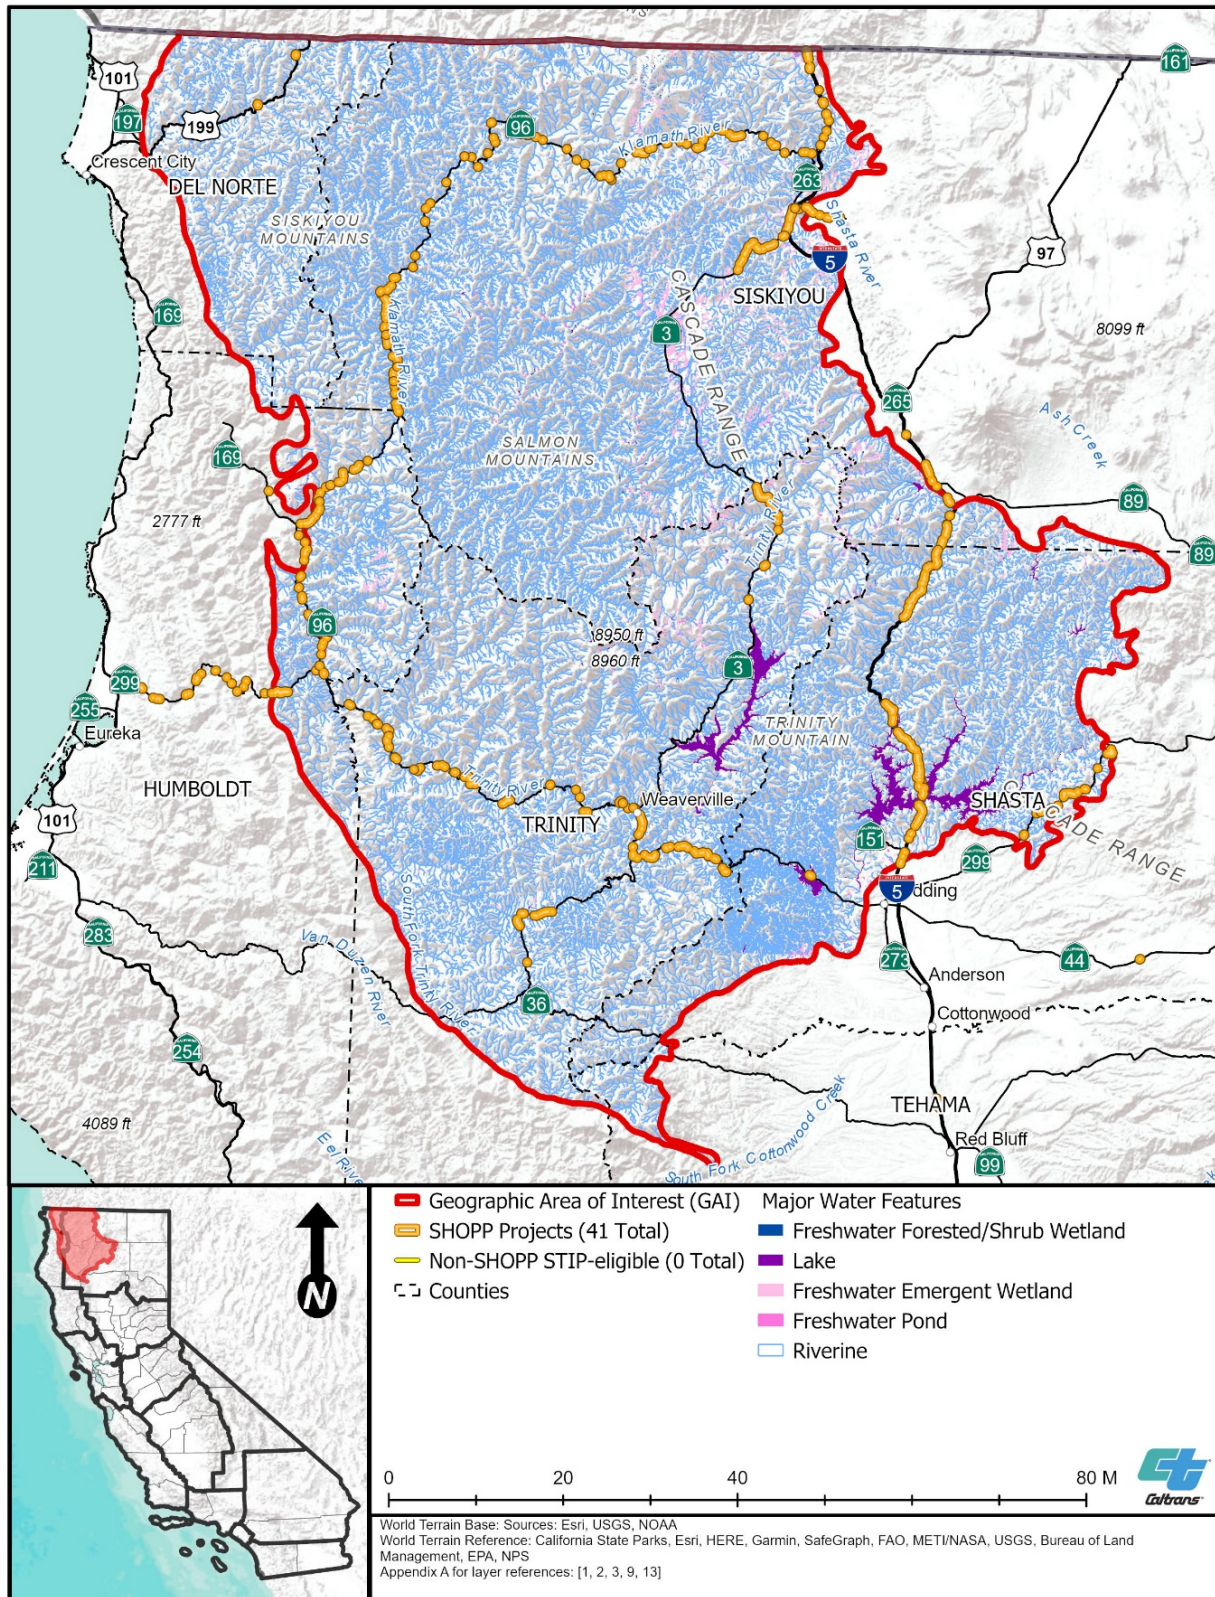 161
101
197
199
96
Klamath River
Crescent City
DEL NORTE
263
SISKIYOU
MOUNTAINS
Shasta River
97
5
SISKIYOU
169
Klamath River
3
CASCADE RANGE
8099 ft
265
Ash Creek
SALMON
MOUNTAINS
169
89
2777 ft
Trinity River
89
96
8950 ft
8960 ft
3
299
255
Eureka
TRINITY
MOUNTAIN
HUMBOLDT
Trinity River
Weaverville
TRINITY
SHASTA
CASCADE RANGE
101
151
299
211
5
dding
South Fork Trinity River
283
Van Duzen River
273
44
Anderson
36
Cottonwood
254
4089 ft
TEHAMA
Eel River
South Fork Cottonwood Creek
Red Bluff
99
Geographic Area of Interest (GAI)
SHOPP Projects (41 Total)
Non-SHOPP STIP-eligible (0 Total)
Counties
Major Water Features
Freshwater Forested/Shrub Wetland
Lake
Freshwater Emergent Wetland
Freshwater Pond
Riverine
N
0 20 40 80 M
Caltrans
World Terrain Base: Sources: Esri, USGS, NOAA
World Terrain Reference: California State Parks, Esri, HERE, Garmin, SafeGraph, FAO, METI/NASA, USGS, Bureau of Land
Management, EPA, NPS
Appendix A for layer references: [1, 2, 3, 9, 13]